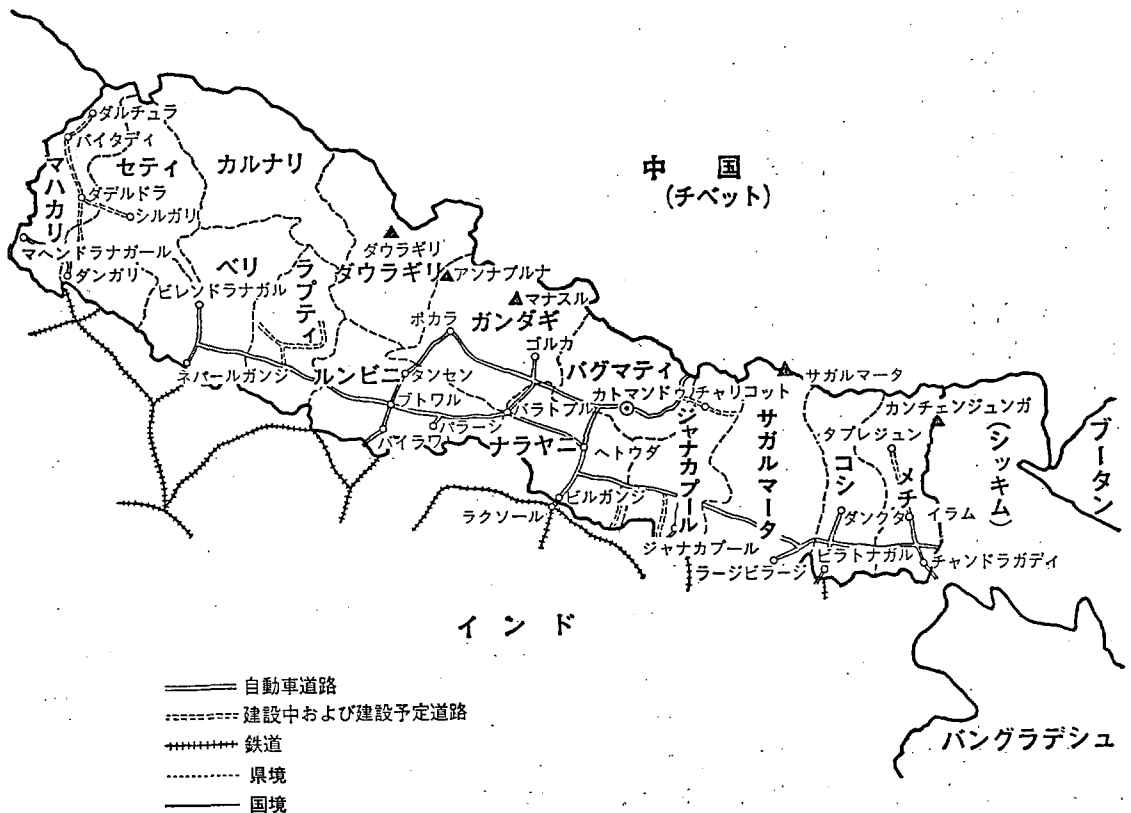 ダルチュラ
バイタディ
マハカリ
セティ
カルナリ
中国
(チベット)
ダデルドラ
シルガリ
マヘンドラナガール
ダンガリ
ベリ
ビレンドラナガル
ラプティ
ダウラギリ
ダウラギリ
アンナプルナ
マナスル
ガンダギ
ポカラ
ゴルカ
バグマティ
ネパールガンジ
ルンビニ
タンセン
カトマンドゥ
チャリコット
サガルマータ
カンチェンジュンガ
ブトワル
バラトプル
パラーシ
バイラワ
ナラヤニ
ヘトウダ
ジャナカプール
サガルマータ
コシ
タプレジュン
メチ
(シッキム)
ブータン
ビルガンジ
ラクソール
ダンクタ
イラム
ジャナカプール
ラージビラージ
ビラトナガル
チャンドラガディ
インド
自動車道路
建設中および建設予定道路
鉄道
県境
国境
バングラデシュ